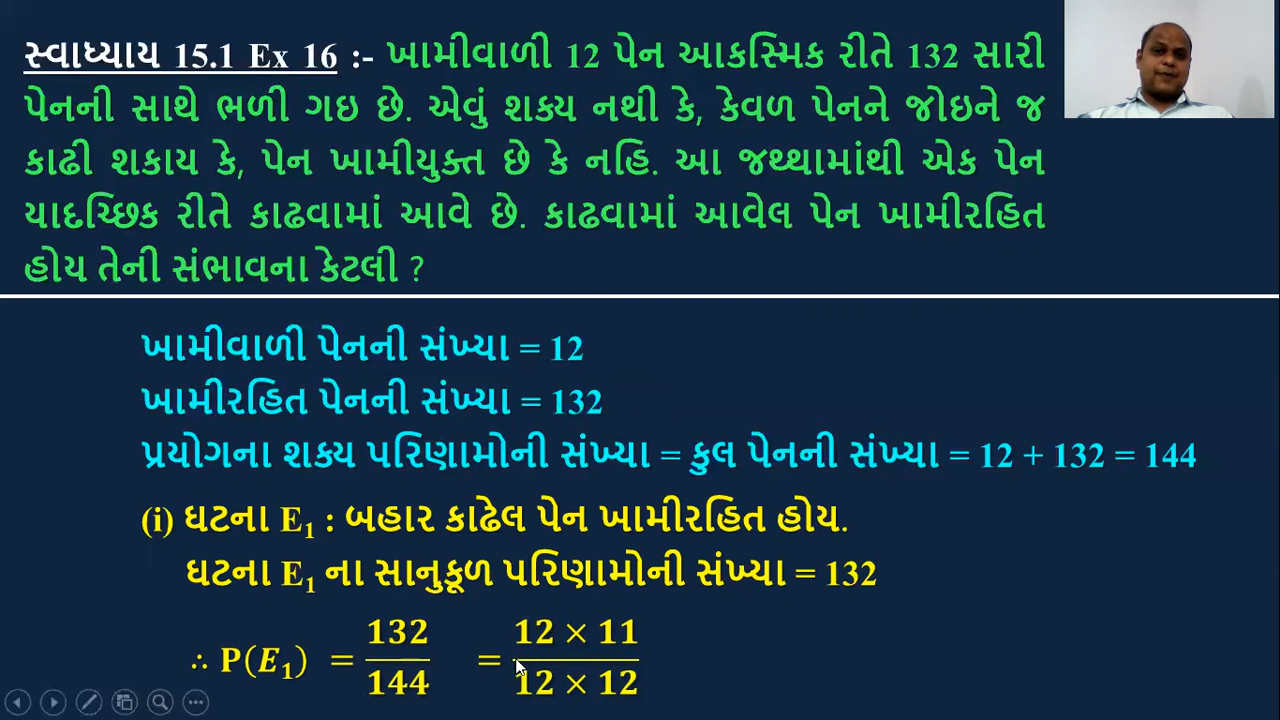 સ્વાધ્યાય 15.1 Ex 16 :- ખામીવાળી 12 પેન આકસ્મિક રીતે 132 સારી
પેનની સાથે ભળી ગઇ છે. એવું શક્ય નથી કે, કેવળ પેનને જોઇને જ
કાઢી શકાય કે, પેન ખામીયુક્ત છે કે નહિ. આ જથ્થામાંથી એક પેન
યાદચ્છિક રીતે કાઢવામાં આવે છે. કાઢવામાં આવેલ પેન ખામીરહિત
હોય તેની સંભાવના કેટલી ?
ખામીવાળી પેનની સંખ્યા = 12
ખામીરહિત પેનની સંખ્યા = 132
પ્રયોગના શક્ય પરિણામોની સંખ્યા = કુલ પેનની સંખ્યા = 12 + 132 = 144
(i) ઘટના E₁ : બહાર કાઢેલ પેન ખામીરહિત હોય.
ઘટના E₁ ના સાનુકૂળ પરિણામોની સંખ્યા = 132
∴ P(E₁) = 132/144 = 12 × 11/12 × 12